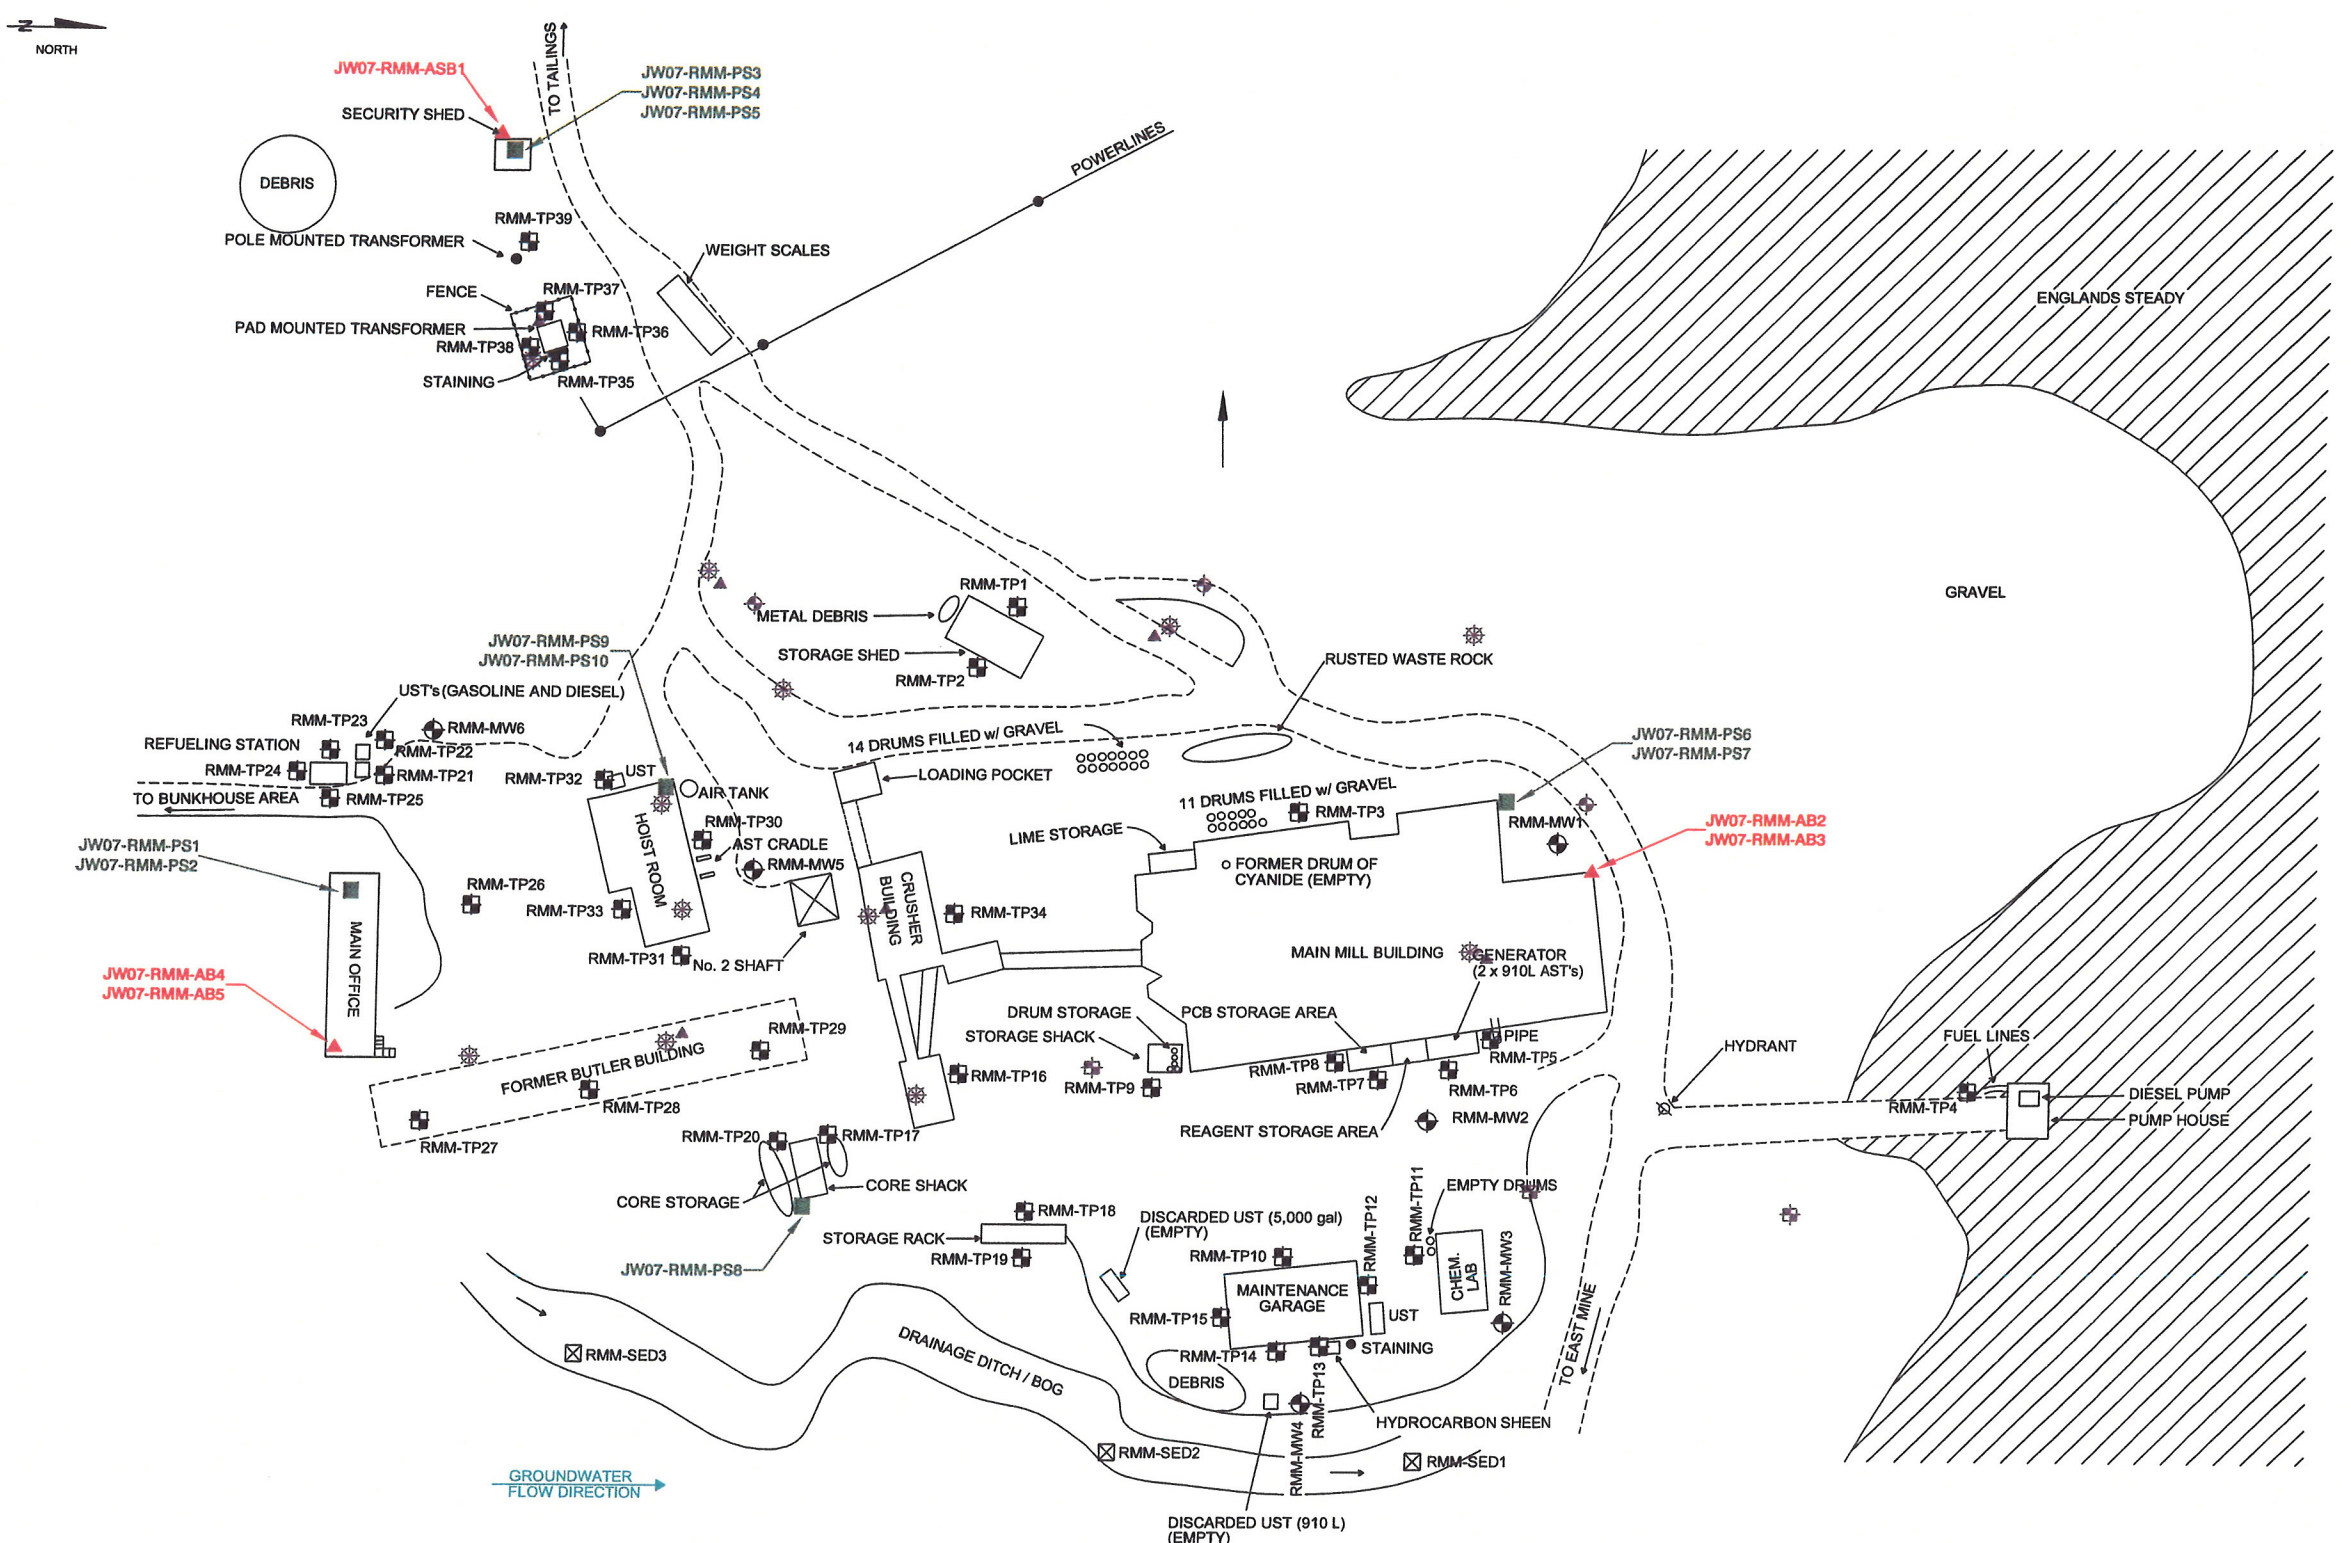 N
NORTH
TO TAILINGS
JW07-RMM-ASB1
JW07-RMM-PS3
JW07-RMM-PS4
JW07-RMM-PS5
SECURITY SHED
DEBRIS
POWERLINES
RMM-TP39
POLE MOUNTED TRANSFORMER
WEIGHT SCALES
FENCE
RMM-TP37
PAD MOUNTED TRANSFORMER
RMM-TP36
RMM-TP38
STAINING
RMM-TP35
ENGLANDS STEADY
GRAVEL
RMM-TP1
METAL DEBRIS
STORAGE SHED
RMM-TP2
RUSTED WASTE ROCK
JW07-RMM-PS9
JW07-RMM-PS10
UST's (GASOLINE AND DIESEL)
RMM-TP23
RMM-MW6
REFUELING STATION
RMM-TP22
RMM-TP24
RMM-TP21
TO BUNKHOUSE AREA
RMM-TP25
14 DRUMS FILLED w/ GRAVEL
JW07-RMM-PS6
JW07-RMM-PS7
RMM-TP32
UST
AIR TANK
LOADING POCKET
11 DRUMS FILLED w/ GRAVEL
RMM-TP3
RMM-MW1
JW07-RMM-AB2
JW07-RMM-AB3
RMM-TP30
AST CRADLE
RMM-MW5
HOIST ROOM
LIME STORAGE
FORMER DRUM OF
CYANIDE (EMPTY)
JW07-RMM-PS1
JW07-RMM-PS2
MAIN OFFICE
RMM-TP26
RMM-TP33
CRUSHER
BUILDING
RMM-TP34
RMM-TP31
No. 2 SHAFT
MAIN MILL BUILDING
GENERATOR
(2 x 910L AST's)
JW07-RMM-AB4
JW07-RMM-AB5
DRUM STORAGE
STORAGE SHACK
PCB STORAGE AREA
PIPE
RMM-TP5
RMM-TP29
FORMER BUTLER BUILDING
RMM-TP28
RMM-TP27
RMM-TP16
RMM-TP9
RMM-TP8
RMM-TP7
RMM-TP6
RMM-MW2
REAGENT STORAGE AREA
HYDRANT
FUEL LINES
RMM-TP4
DIESEL PUMP
PUMP HOUSE
RMM-TP20
RMM-TP17
CORE SHACK
CORE STORAGE
JW07-RMM-PS8
RMM-TP18
STORAGE RACK
RMM-TP19
DISCARDED UST (5,000 gal)
(EMPTY)
RMM-TP10
RMM-TP12
RMM-TP11
EMPTY DRUMS
CHEM.
LAB
RMM-MW3
MAINTENANCE
GARAGE
UST
RMM-TP15
RMM-TP14
RMM-TP13
STAINING
DEBRIS
TO EAST MINE
HYDROCARBON SHEEN
RMM-MW4
RMM-SED3
DRAINAGE DITCH / BOG
RMM-SED2
RMM-SED1
GROUNDWATER
FLOW DIRECTION
DISCARDED UST (910 L)
(EMPTY)